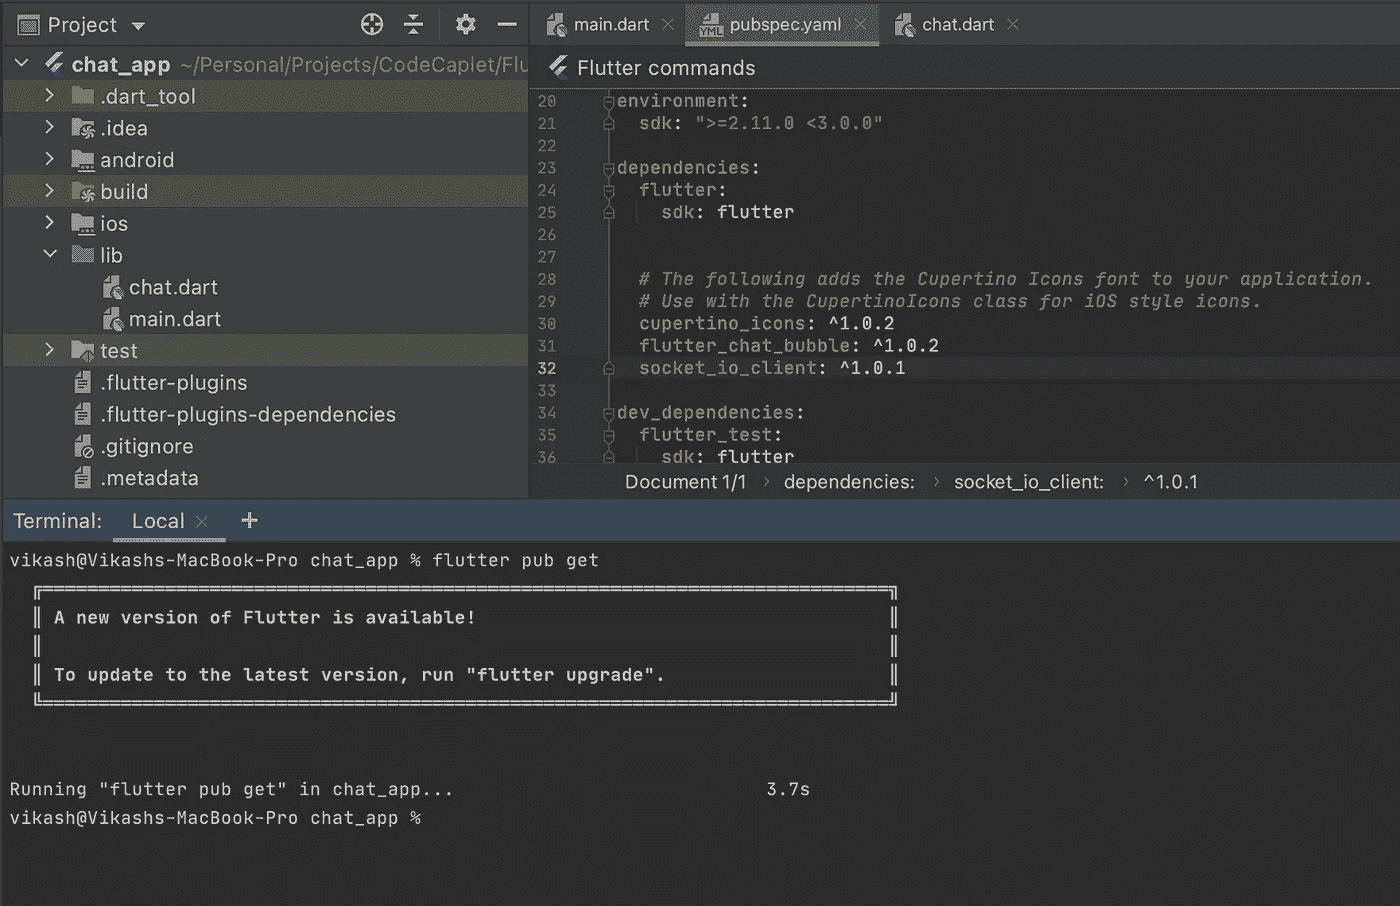 Project
chat_app ~/Personal/Projects/CodeCaplet/Flu
.dart_tool
.idea
android
build
ios
lib
chat.dart
main.dart
test
.flutter-plugins
.flutter-plugins-dependencies
.gitignore
.metadata
main.dart
YML pubspec.yaml
chat.dart
Flutter commands
20 environment:
21 sdk: ">=2.11.0 <3.0.0"
22
23 dependencies:
24 flutter:
25 sdk: flutter
26
27
28 # The following adds the Cupertino Icons font to your application.
29 # Use with the CupertinoIcons class for iOS style icons.
30 cupertino_icons: ^1.0.2
31 flutter_chat_bubble: ^1.0.2
32 socket_io_client: ^1.0.1
33
34 dev_dependencies:
35 flutter_test:
36 sdk: flutter
Document 1/1 › dependencies: › socket_io_client: › ^1.0.1
Terminal: Local +
vikash@Vikashs-MacBook-Pro chat_app % flutter pub get
A new version of Flutter is available!
To update to the latest version, run "flutter upgrade".
Running "flutter pub get" in chat_app... 3.7s
vikash@Vikashs-MacBook-Pro chat_app %